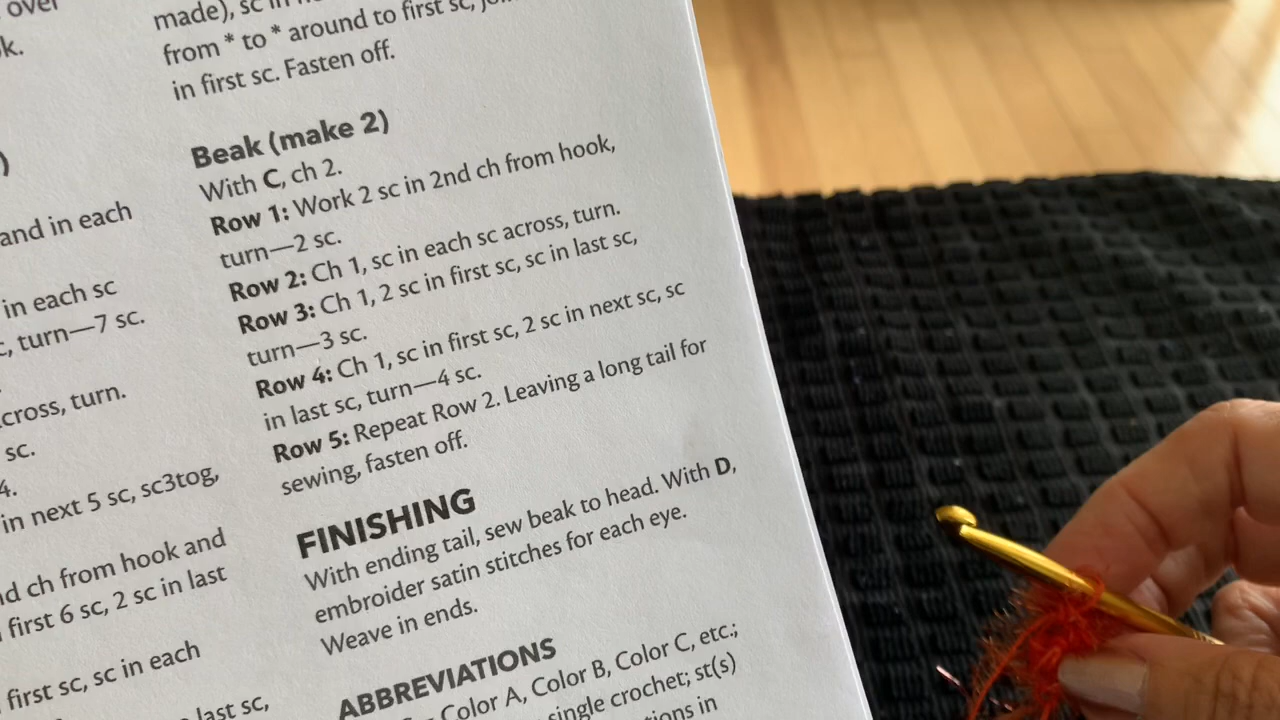 over
k.
)
and in each
in each sc
c, turn—7 sc.
across, turn.
sc.
4.
in next 5 sc, sc3tog,
nd ch from hook and
first 6 sc, 2 sc in last
first sc, sc in each
last sc,
made), sc in
from * to * around to first sc,
in first sc. Fasten off.
Beak (make 2)
With C, ch 2.
Row 1: Work 2 sc in 2nd ch from hook,
turn—2 sc.
Row 2: Ch 1, sc in each sc across, turn.
Row 3: Ch 1, 2 sc in first sc, sc in last sc,
turn—3 sc.
Row 4: Ch 1, sc in first sc, 2 sc in next sc, sc
in last sc, turn—4 sc.
Row 5: Repeat Row 2. Leaving a long tail for
sewing, fasten off.
FINISHING
With ending tail, sew beak to head. With D,
embroider satin stitches for each eye.
Weave in ends.
ABBREVIATIONS
Color A, Color B, Color C, etc.;
single crochet; st(s)
in